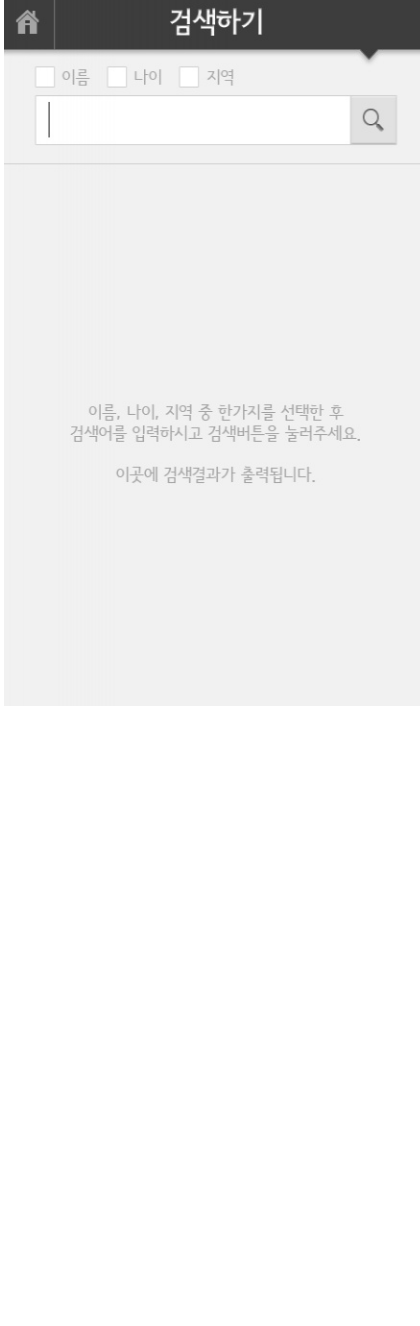 검색하기
이름 나이 지역
이름, 나이, 지역 중 한가지를 선택한 후
검색어를 입력하시고 검색버튼을 눌러주세요.
이곳에 검색결과가 출력됩니다.